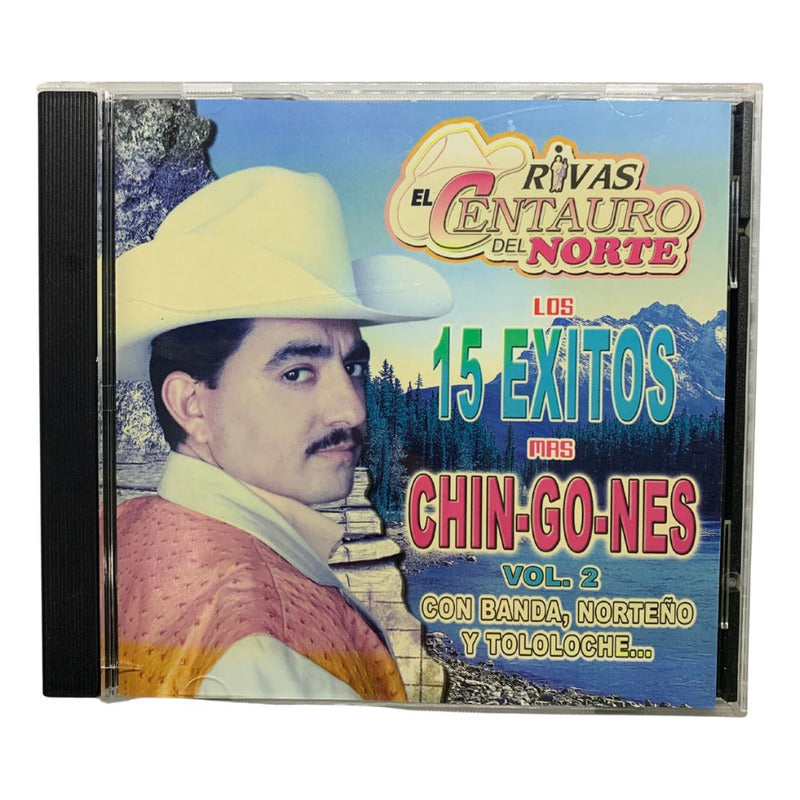 RIVAS
EL CENTAURO
DEL NORTE
LOS
15 EXITOS
MAS
CHIN-GO-NES
VOL. 2
CON BANDA, NORTEÑO
Y TOLOLOCHE...